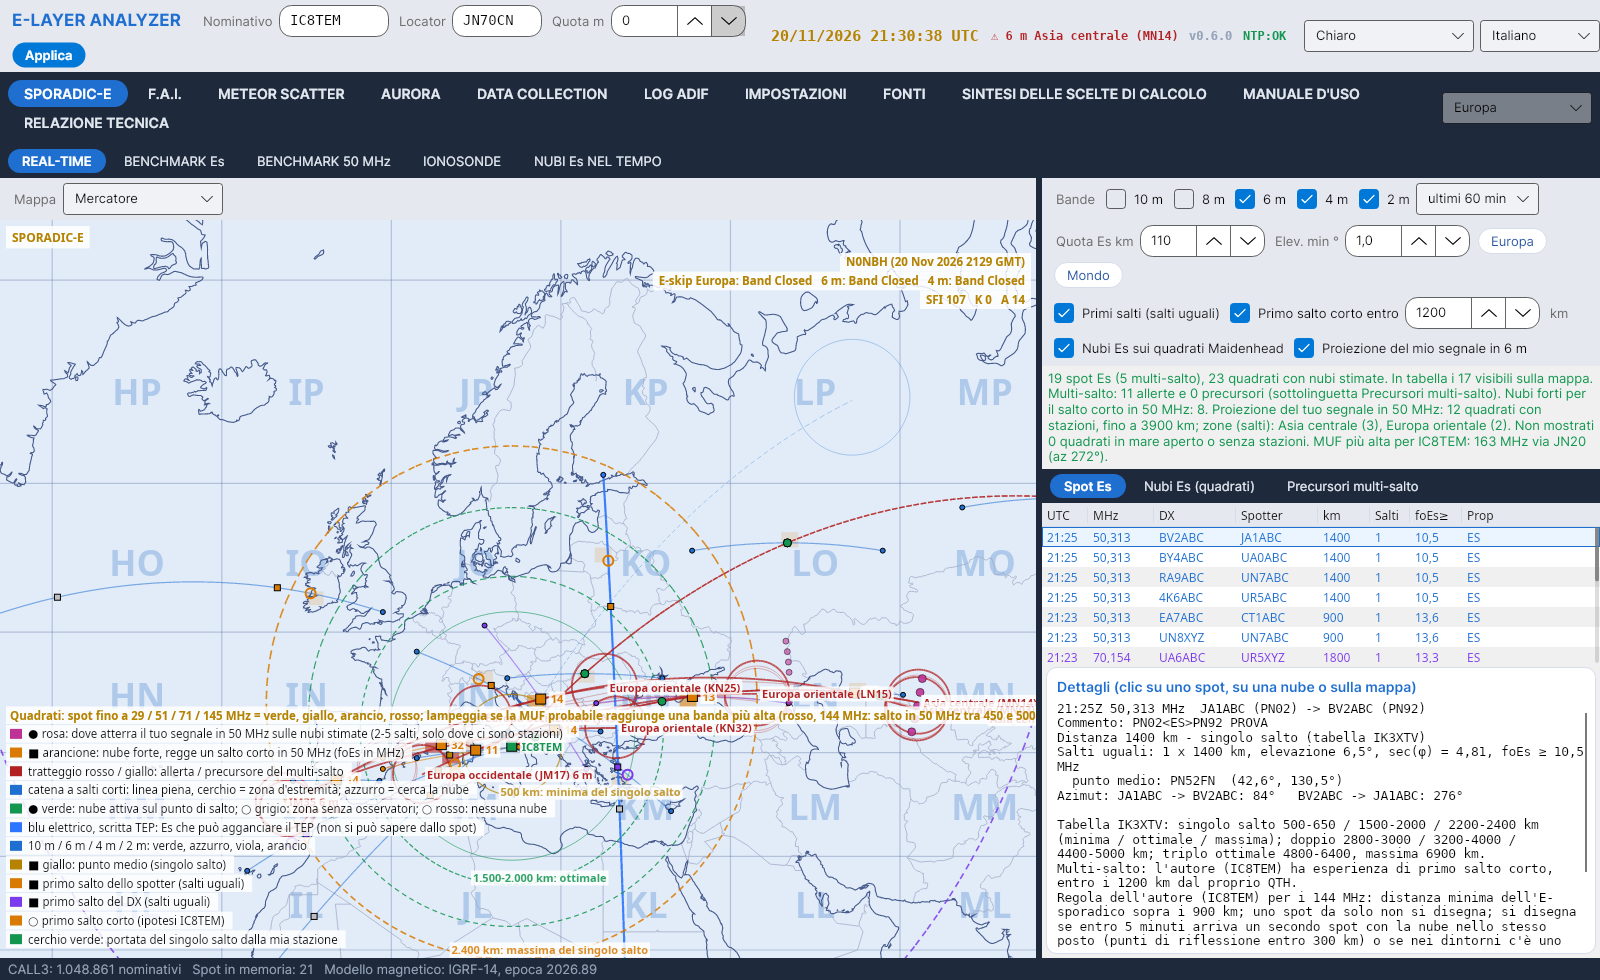 E-LAYER ANALYZER
Nominativo IC8TEM Locator JN70CN Quota m 0
Applica
20/11/2026 21:30:38 UTC ⚠ 6 m Asia centrale (MN14) v0.6.0 NTP:OK
Chiaro Italiano
SPORADIC-E F.A.I. METEOR SCATTER AURORA DATA COLLECTION LOG ADIF IMPOSTAZIONI FONTI SINTESI DELLE SCELTE DI CALCOLO MANUALE D'USO
RELAZIONE TECNICA
Europa
REAL-TIME BENCHMARK Es BENCHMARK 50 MHz IONOSONDE NUBI Es NEL TEMPO
Mappa Mercatore
SPORADIC-E
N0NBH (20 Nov 2026 2129 GMT)
E-skip Europa: Band Closed 6 m: Band Closed 4 m: Band Closed
SFI 107 K 0 A 14
HP IP JP KP LP MP
HO IO KO LO MO
HN IN
Europa orientale (KN25)
Europa orientale (LN15)
14
13
Quadrati: spot fino a 29 / 51 / 71 / 145 MHz = verde, giallo, arancio, rosso; lampeggia se la MUF probabile raggiunge una banda più alta (rosso, 144 MHz: salto in 50 MHz tra 450 e 500
Europa orientale (KN32)
4
● rosa: dove atterra il tuo segnale in 50 MHz sulle nubi stimate (2-5 salti, solo dove ci sono stazioni)
■ arancione: nube forte, regge un salto corto in 50 MHz (foEs in MHz)
32
11
IC8TEM
tratteggio rosso / giallo: allerta / precursore del multi-salto
Europa occidentale (JM17) 6 m
catena a salti corti: linea piena, cerchio = zona d'estremità; azzurro = cerca la nube
500 km: minima del singolo salto
● verde: nube attiva sul punto di salto; ○ grigio: zona senza osservatori; ○ rosso: nessuna nube
KM LM MM
blu elettrico, scritta TEP: Es che può agganciare il TEP (non si può sapere dallo spot)
10 m / 6 m / 4 m / 2 m: verde, azzurro, viola, arancio
■ giallo: punto medio (singolo salto)
■ primo salto dello spotter (salti uguali)
1.500-2.000 km: ottimale
■ primo salto del DX (salti uguali)
IL JL KL LL ML
○ primo salto corto (ipotesi IC8TEM)
cerchio verde: portata del singolo salto dalla mia stazione
2.400 km: massima del singolo salto
Bande 10 m 8 m 6 m 4 m 2 m ultimi 60 min
Quota Es km 110 Elev. min ° 1,0 Europa
Mondo
Primi salti (salti uguali) Primo salto corto entro 1200 km
Nubi Es sui quadrati Maidenhead Proiezione del mio segnale in 6 m
19 spot Es (5 multi-salto), 23 quadrati con nubi stimate. In tabella i 17 visibili sulla mappa.
Multi-salto: 11 allerte e 0 precursori (sottolinguetta Precursori multi-salto). Nubi forti per
il salto corto in 50 MHz: 8. Proiezione del tuo segnale in 50 MHz: 12 quadrati con
stazioni, fino a 3900 km; zone (salti): Asia centrale (3), Europa orientale (2). Non mostrati
0 quadrati in mare aperto o senza stazioni. MUF più alta per IC8TEM: 163 MHz via JN20
(az 272°).
Spot Es Nubi Es (quadrati) Precursori multi-salto
UTC MHz DX Spotter km Salti foEs≥ Prop
21:25 50,313 BV2ABC JA1ABC 1400 1 10,5 ES
21:25 50,313 BY4ABC UA0ABC 1400 1 10,5 ES
21:25 50,313 RA9ABC UN7ABC 1400 1 10,5 ES
21:25 50,313 4K6ABC UR5ABC 1400 1 10,5 ES
21:23 50,313 EA7ABC CT1ABC 900 1 13,6 ES
21:23 50,313 UN8XYZ UN7ABC 900 1 13,6 ES
21:23 70,154 UA6ABC UR5XYZ 1800 1 13,3 ES
Dettagli (clic su uno spot, su una nube o sulla mappa)
21:25Z 50,313 MHz JA1ABC (PN02) -> BV2ABC (PN92)
Commento: PN02<ES>PN92 PROVA
Distanza 1400 km - singolo salto (tabella IK3XTV)
Salti uguali: 1 x 1400 km, elevazione 6,5°, sec(φ) = 4,81, foEs ≥ 10,5
MHz
punto medio: PN52FN (42,6°, 130,5°)
Azimut: JA1ABC -> BV2ABC: 84° BV2ABC -> JA1ABC: 276°
Tabella IK3XTV: singolo salto 500-650 / 1500-2000 / 2200-2400 km
(minima / ottimale / massima); doppio 2800-3000 / 3200-4000 /
4400-5000 km; triplo ottimale 4800-6400, massima 6900 km.
Multi-salto: l'autore (IC8TEM) ha esperienza di primo salto corto,
entro i 1200 km dal proprio QTH.
Regola dell'autore (IC8TEM) per i 144 MHz: distanza minima dell'E-
sporadico sopra i 900 km; uno spot da solo non si disegna; si disegna
se entro 5 minuti arriva un secondo spot con la nube nello stesso
posto (punti di riflessione entro 300 km) o se nei dintorni c'è uno
CALL3: 1.048.861 nominativi Spot in memoria: 21 Modello magnetico: IGRF-14, epoca 2026.89